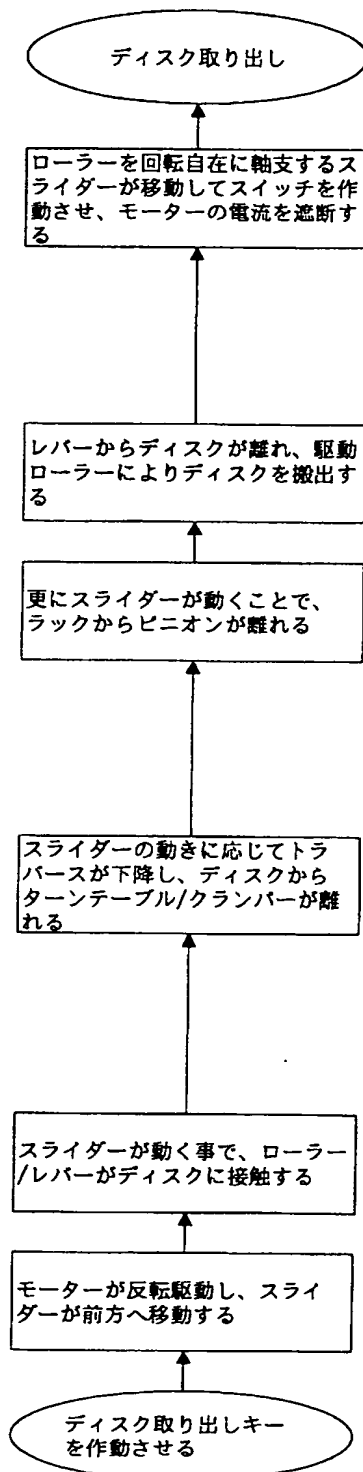 ディスク取り出し
ローラーを回転自在に軸支するス
ライダーが移動してスイッチを作
動させ、モーターの電流を遮断す
る
レバーからディスクが離れ、駆動
ローラーによりディスクを搬出す
る
更にスライダーが動くことで、
ラックからピニオンが離れる
スライダーの動きに応じてトラ
バースが下降し、ディスクから
ターンテーブル/クランパーが離
れる
スライダーが動く事で、ローラー
/レバーがディスクに接触する
モーターが反転駆動し、スライ
ダーが前方へ移動する
ディスク取り出しキー
を作動させる